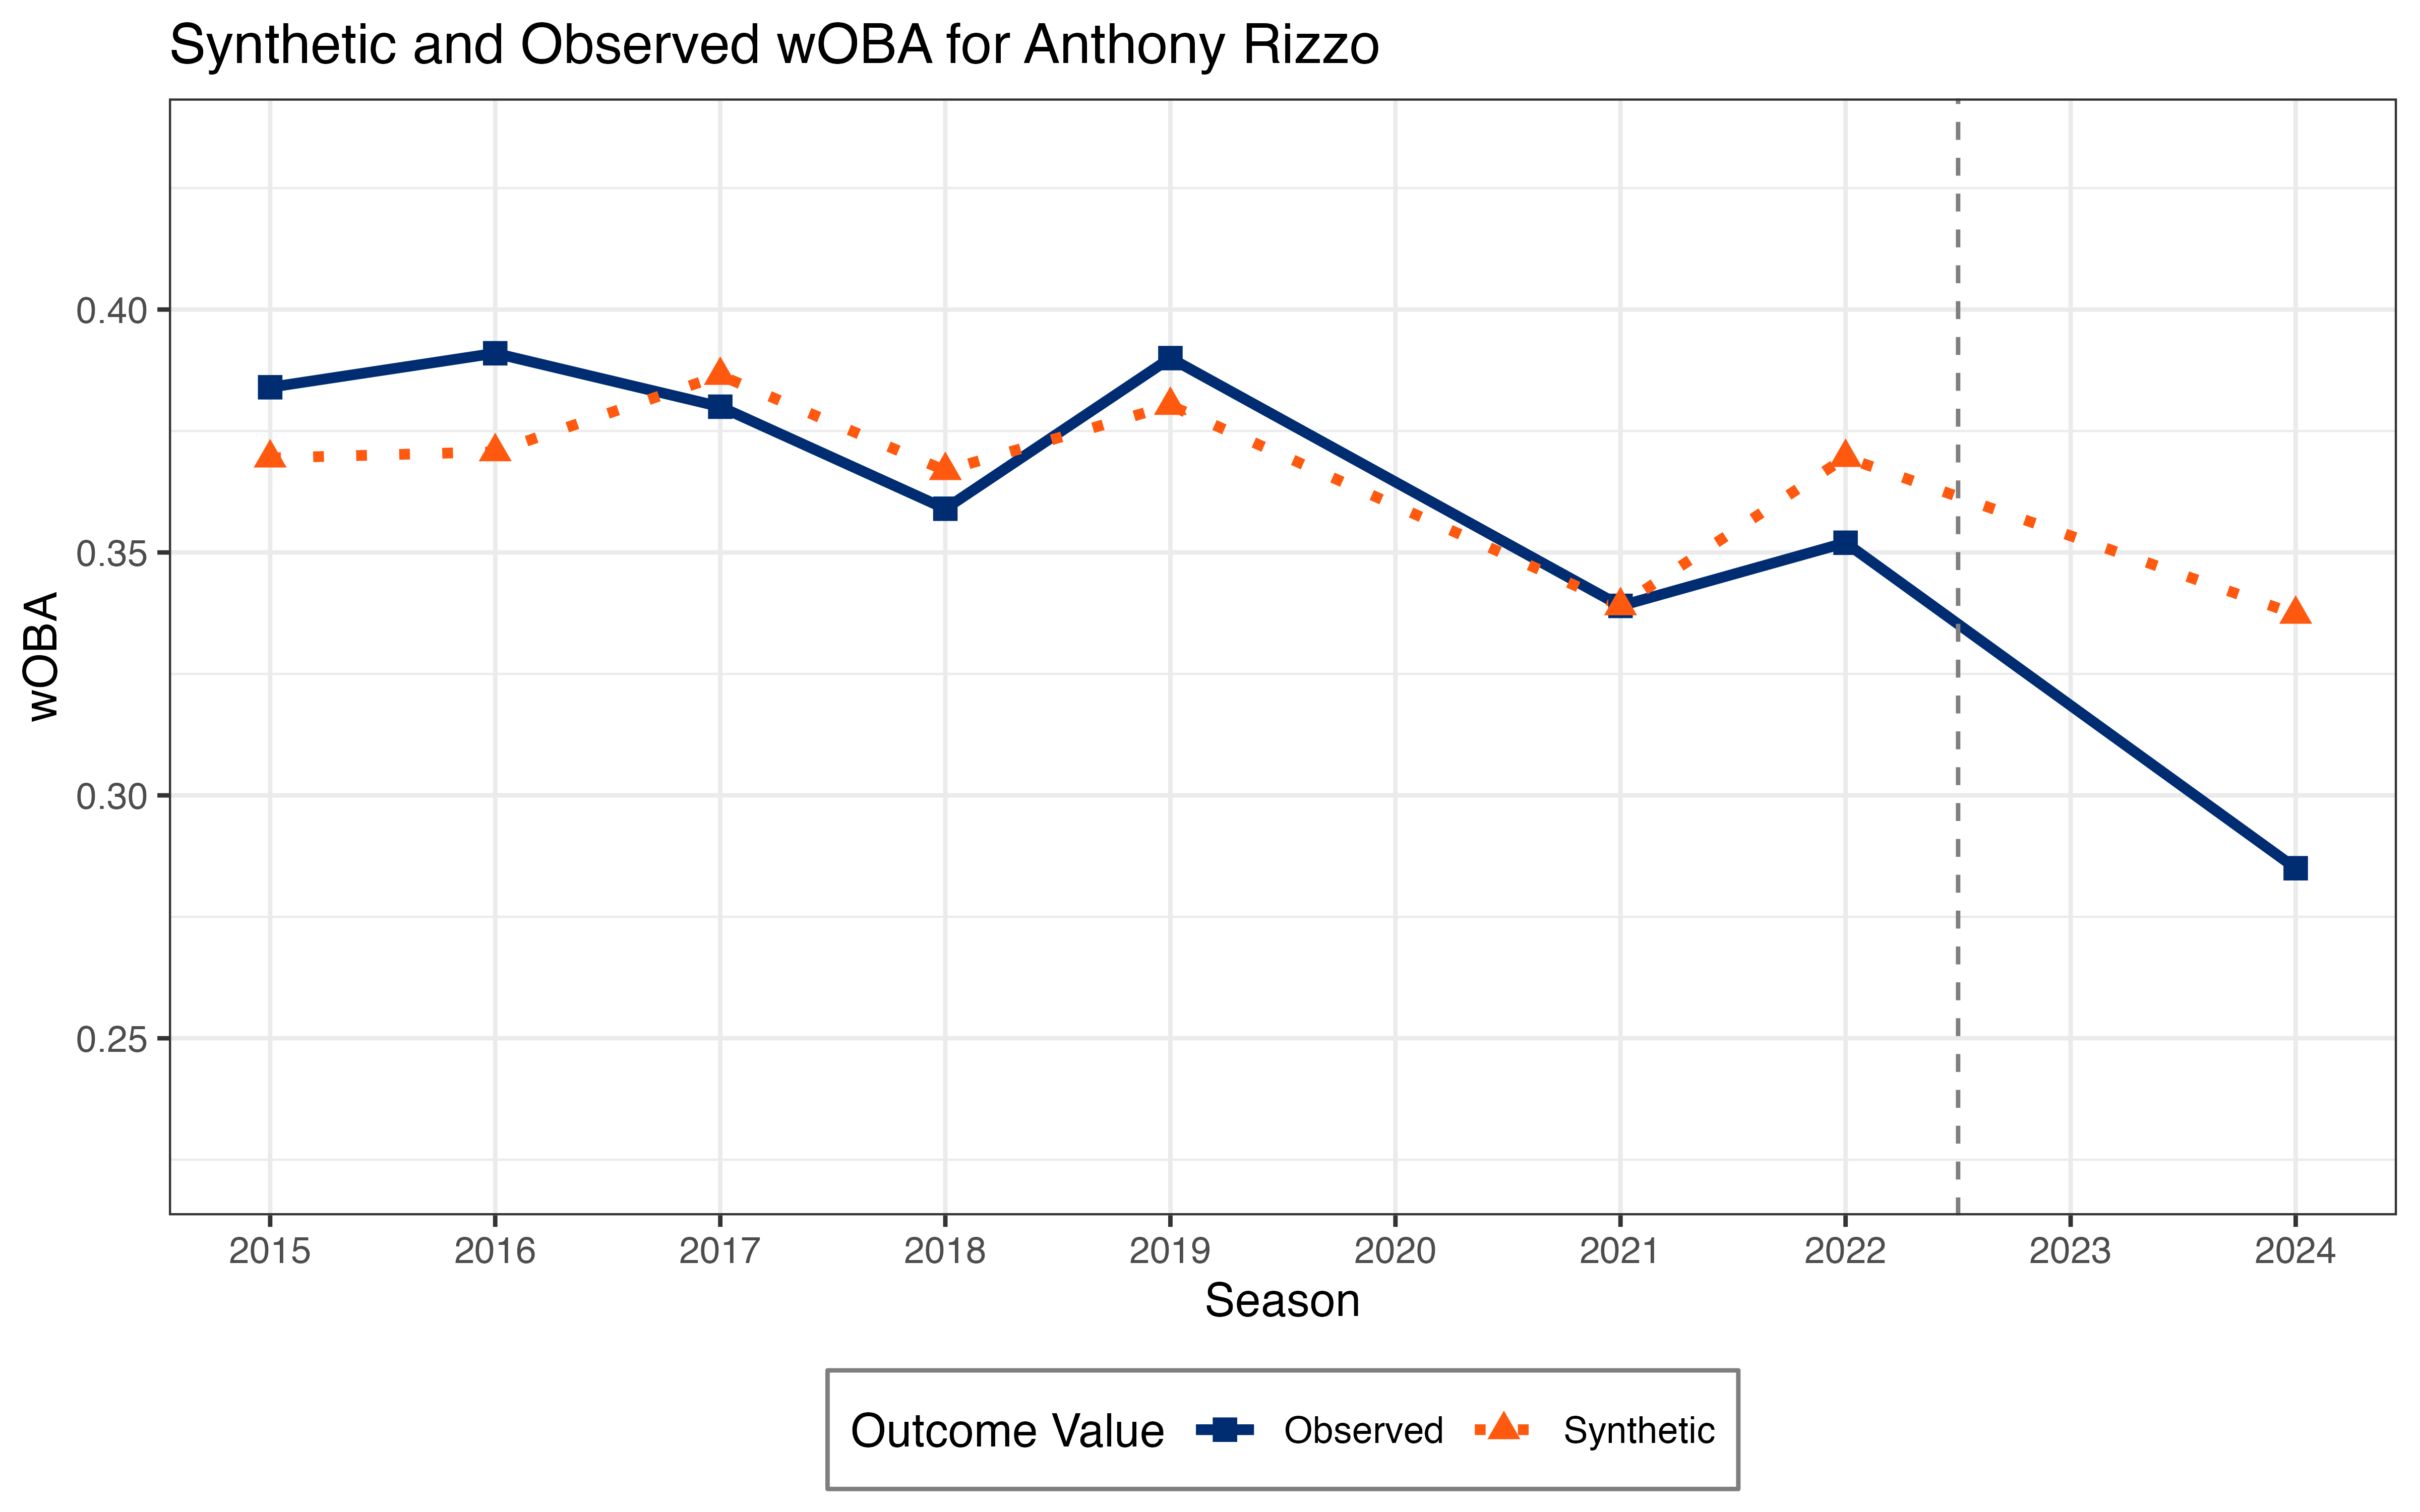 Synthetic and Observed wOBA for Anthony Rizzo
wOBA
0.40
0.35
0.30
0.25
2015 2016 2017 2018 2019 2020 2021 2022 2023 2024
Season
Outcome Value Observed Synthetic